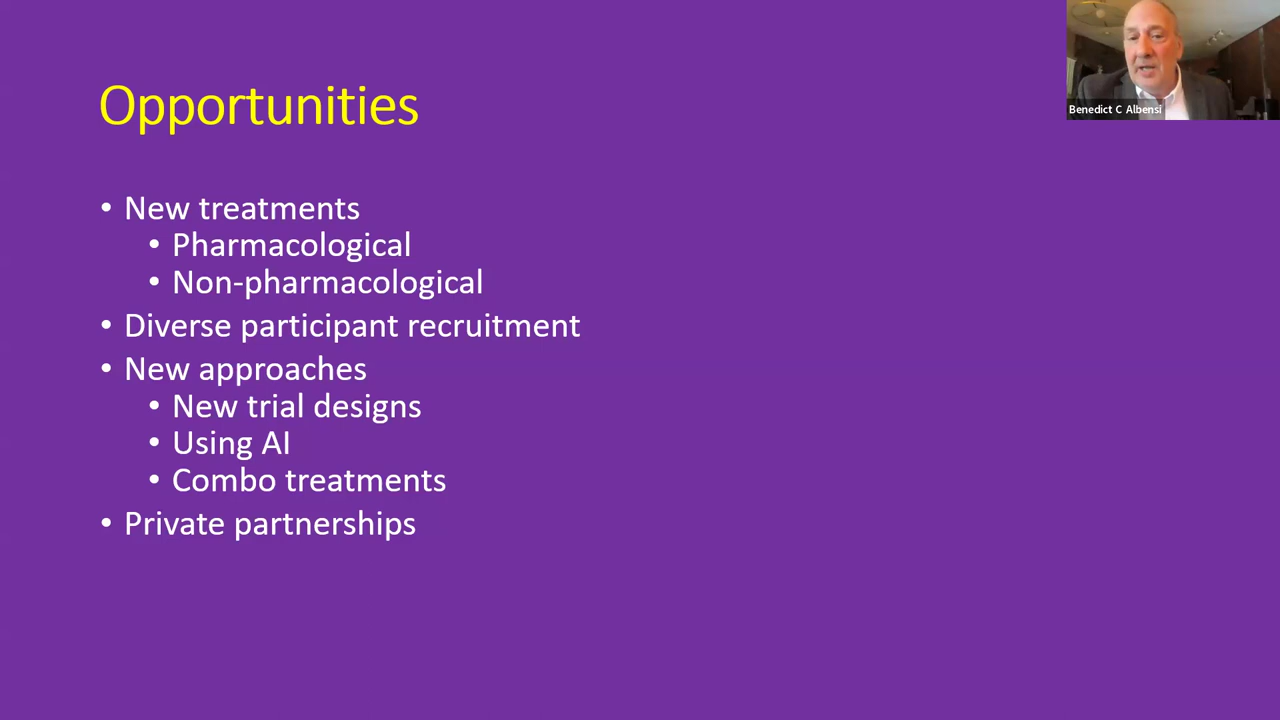 Benedict C Albensi
Opportunities
• New treatments
• Pharmacological
• Non-pharmacological
• Diverse participant recruitment
• New approaches
• New trial designs
• Using AI
• Combo treatments
• Private partnerships